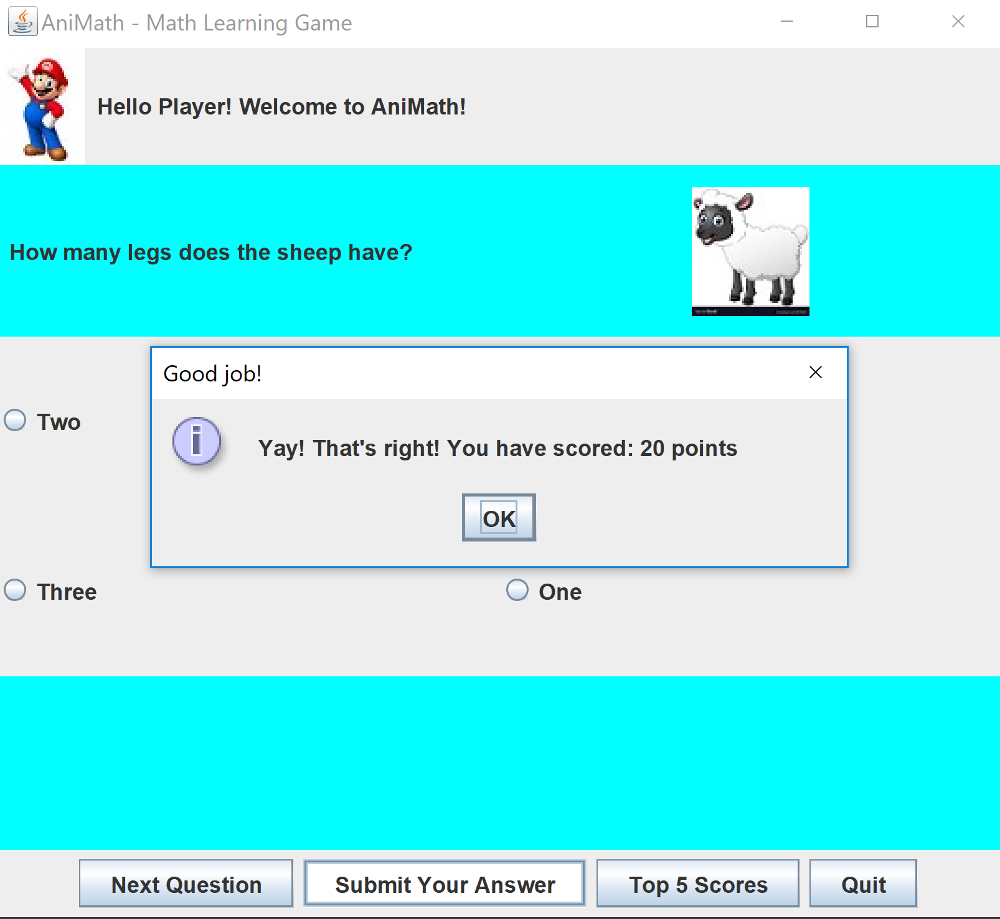 AniMath - Math Learning Game
Hello Player! Welcome to AniMath!
How many legs does the sheep have?
Good job!
Yay! That's right! You have scored: 20 points
OK
Two
Three
One
Next Question
Submit Your Answer
Top 5 Scores
Quit